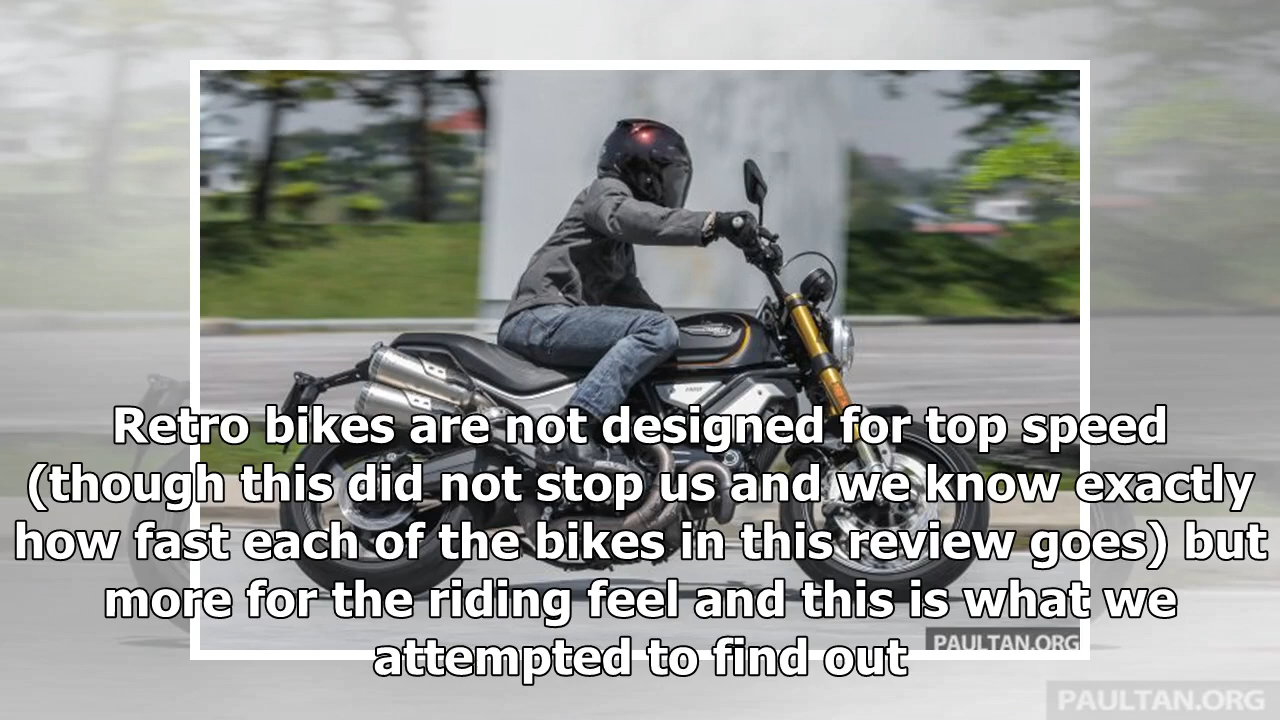 Retro bikes are not designed for top speed
(though this did not stop us and we know exactly
how fast each of the bikes in this review goes) but
more for the riding feel and this is what we
attempted to find out
PAULTAN.ORG
PAULTAN.ORG